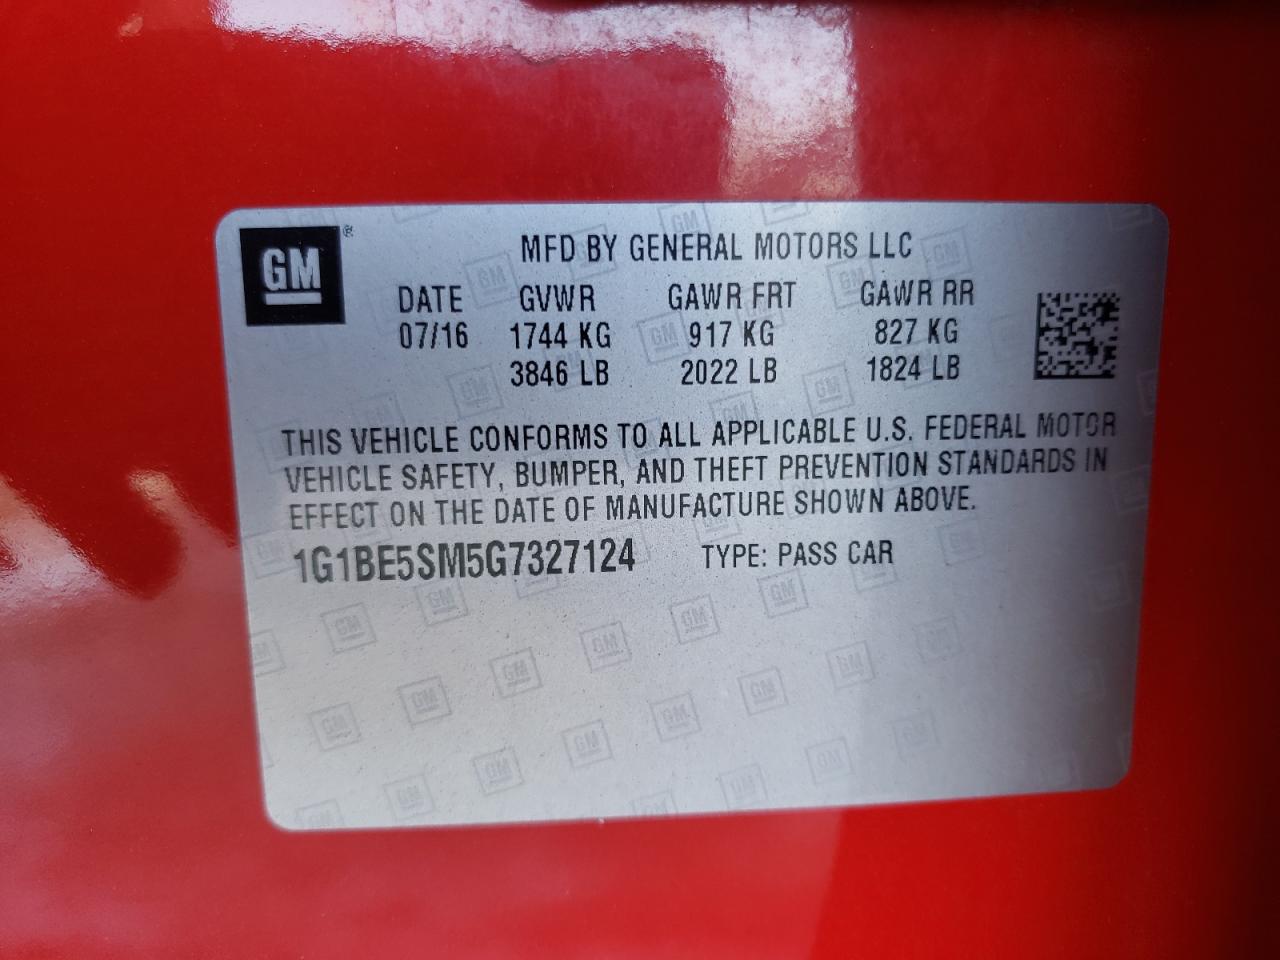 GM®
MFD BY GENERAL MOTORS LLC
DATE GVWR GAWR FRT GAWR RR
07/16 1744 KG 917 KG 827 KG
3846 LB 2022 LB 1824 LB
THIS VEHICLE CONFORMS TO ALL APPLICABLE U.S. FEDERAL MOTOR
VEHICLE SAFETY, BUMPER, AND THEFT PREVENTION STANDARDS IN
EFFECT ON THE DATE OF MANUFACTURE SHOWN ABOVE.
1G1BE5SM5G7327124 TYPE: PASS CAR